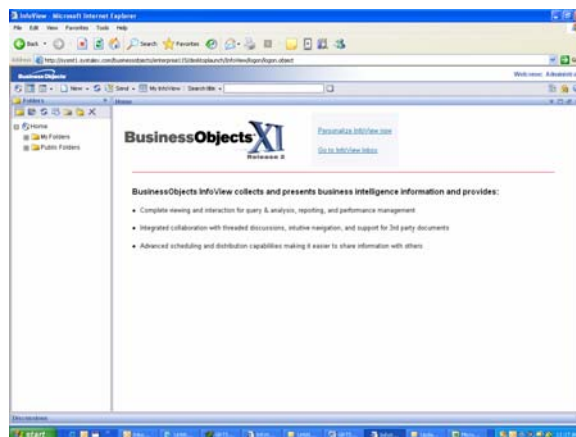 InfoView - Microsoft Internet Explorer
File Edit View Favorites Tools Help
Back Search Favorites
Business Objects
New Send My InfoView Search title
Folders Home
Home
My Folders
Public Folders
BusinessObjects XI
Release 2
Personalize InfoView now
Go to InfoView Inbox
BusinessObjects InfoView collects and presents business intelligence information and provides:
• Complete viewing and interaction for query & analysis, reporting, and performance management
• Integrated collaboration with threaded discussions, intuitive navigation, and support for 3rd party documents
• Advanced scheduling and distribution capabilities making it easier to share information with others
Discussions
start